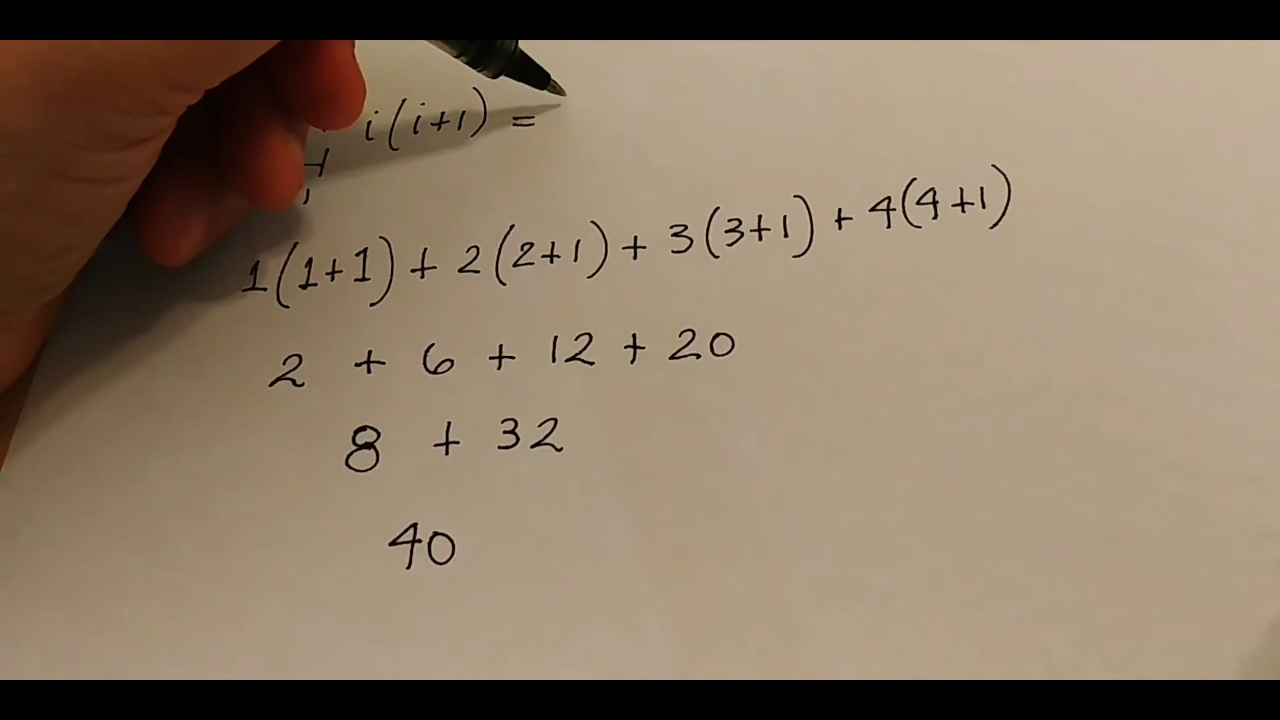 i(i+1) =
1(1+1) + 2(2+1) + 3(3+1) + 4(4+1)
2 + 6 + 12 + 20
8 + 32
40